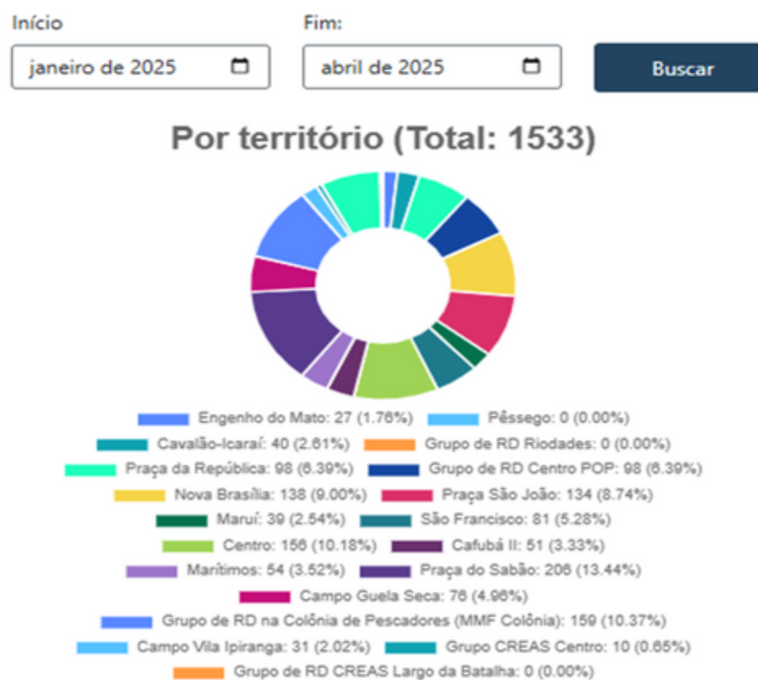 Início Fim:
janeiro de 2025 abril de 2025 Buscar
Por território (Total: 1533)
Engenho do Mato: 27 (1.76%) Pêssego: 0 (0.00%)
Cavalão-Icaraí: 40 (2.61%) Grupo de RD Riodades: 0 (0.00%)
Praça da República: 98 (6.39%) Grupo de RD Centro POP: 98 (6.39%)
Nova Brasília: 138 (9.00%) Praça São João: 134 (8.74%)
Maruí: 39 (2.54%) São Francisco: 81 (5.28%)
Centro: 156 (10.18%) Cafubá II: 51 (3.33%)
Marítimos: 54 (3.52%) Praça do Sabão: 206 (13.44%)
Campo Guela Seca: 76 (4.96%)
Grupo de RD na Colônia de Pescadores (MMF Colônia): 159 (10.37%)
Campo Vila Ipiranga: 31 (2.02%) Grupo CREAS Centro: 10 (0.65%)
Grupo de RD CREAS Largo da Batalha: 0 (0.00%)